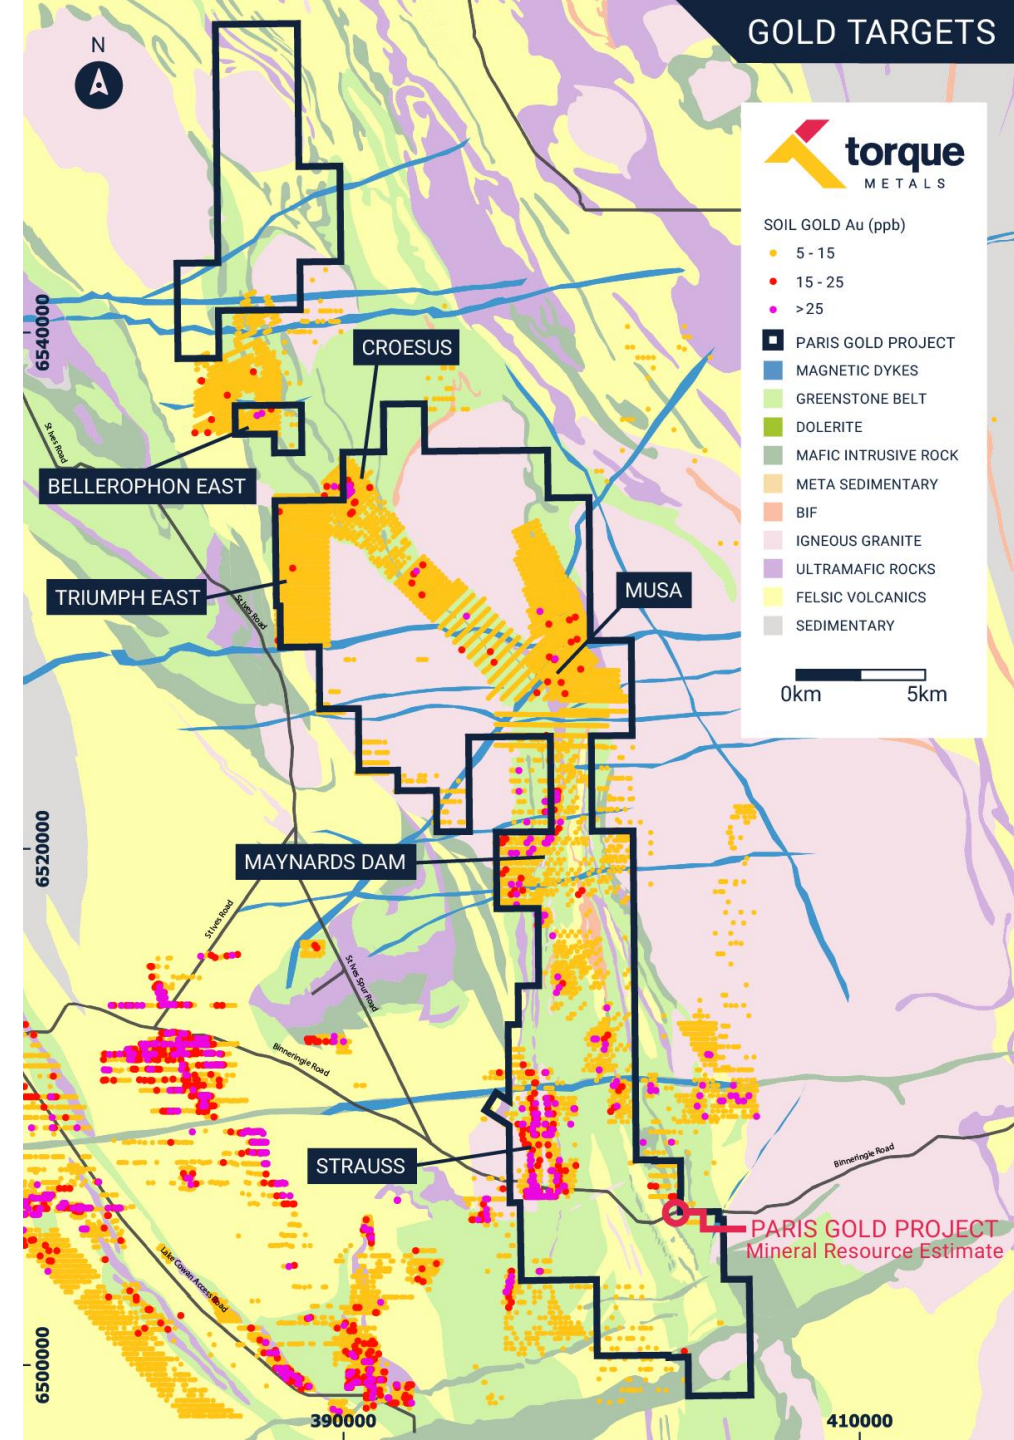 GOLD TARGETS
N
torque
METALS
SOIL GOLD Au (ppb)
5 - 15
15 - 25
>25
PARIS GOLD PROJECT
MAGNETIC DYKES
GREENSTONE BELT
DOLERITE
MAFIC INTRUSIVE ROCK
META SEDIMENTARY
BIF
IGNEOUS GRANITE
ULTRAMAFIC ROCKS
FELSIC VOLCANICS
SEDIMENTARY
0km 5km
6540000
CROESUS
St Ives Road
BELLEROPHON EAST
TRIUMPH EAST
St Ives Road
MUSA
6520000
MAYNARDS DAM
St Ives Road
St Ives Spur Road
Binneringie Road
Binneringie Road
STRAUSS
PARIS GOLD PROJECT
Mineral Resource Estimate
Lake Cowan Access Road
6500000
390000
410000